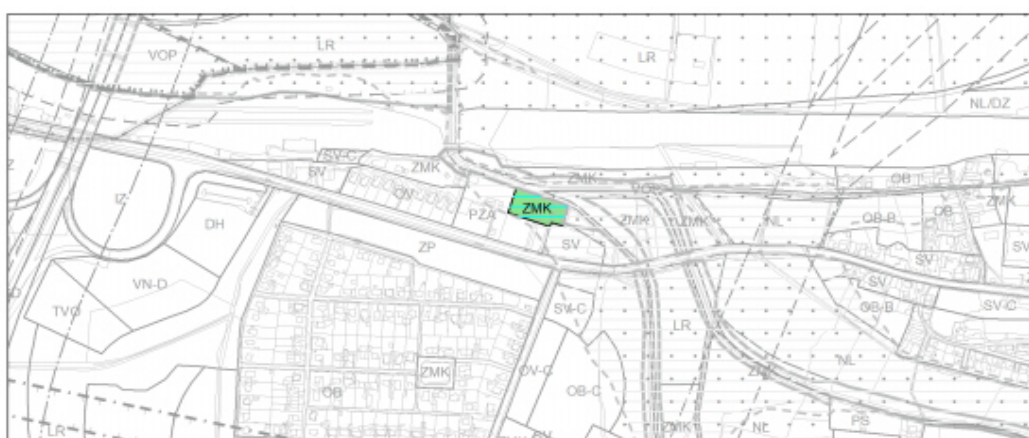 VOP
LR
LR
NL/DZ
IZ
SV-C
SV
ZMK
OV
ZMK
OB
ZMK
DH
PZA
ZMK
ZMK
ZMK
NL
OB-B
OB
ZP
SV
SV
SV
VN-D
SV
OB-B
SV-C
TVO
SV-C
LR
OV-C
OB-C
NL
ZMK
ZMK
OB
PS
LR
SV
ZMK
NL